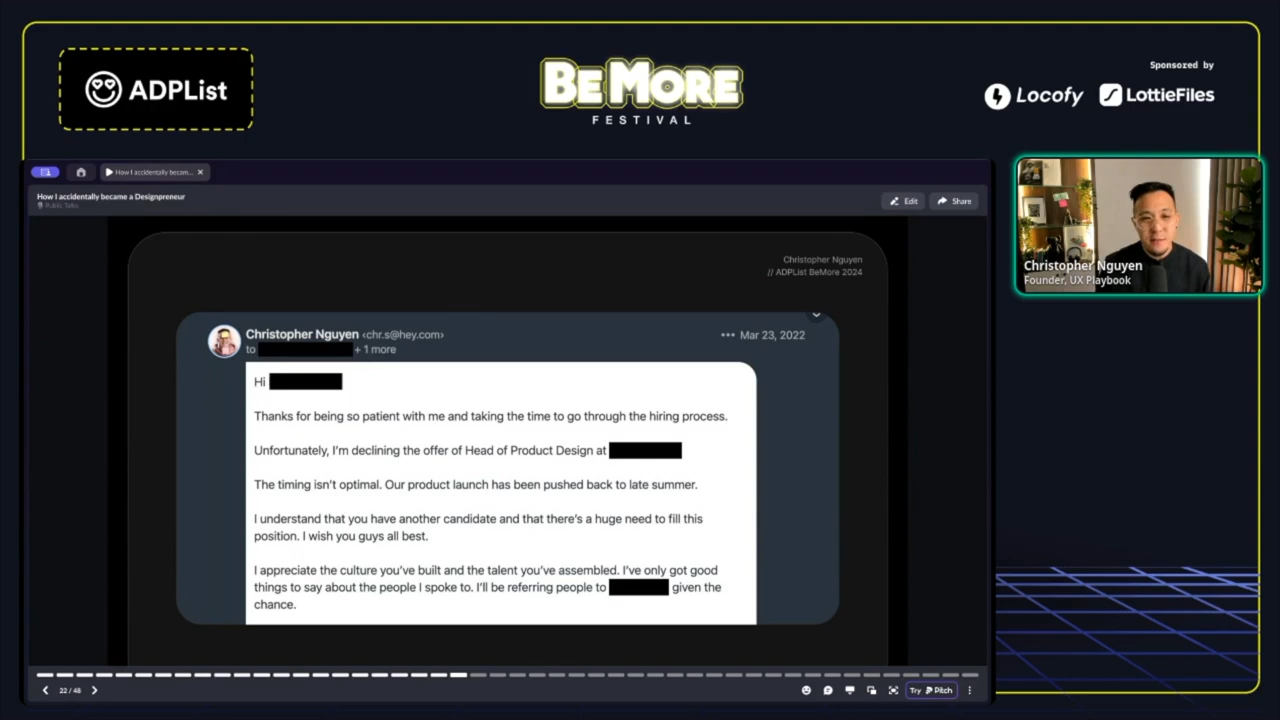 ADPList
BE MORE
FESTIVAL
Sponsored by
Locofy
LottieFiles
How I accidentally becam...
How I accidentally became a Designpreneur
Public Talks
Edit
Share
Christopher Nguyen
// ADPList BeMore 2024
Christopher Nguyen <chr.s@hey.com>
Mar 23, 2022
to + 1 more
Hi
Thanks for being so patient with me and taking the time to go through the hiring process.
Unfortunately, I'm declining the offer of Head of Product Design at
The timing isn't optimal. Our product launch has been pushed back to late summer.
I understand that you have another candidate and that there's a huge need to fill this
position. I wish you guys all best.
I appreciate the culture you've built and the talent you've assembled. I've only got good
things to say about the people I spoke to. I'll be referring people to given the
chance.
Christopher Nguyen
Founder, UX Playbook
22 / 48
Try Pitch